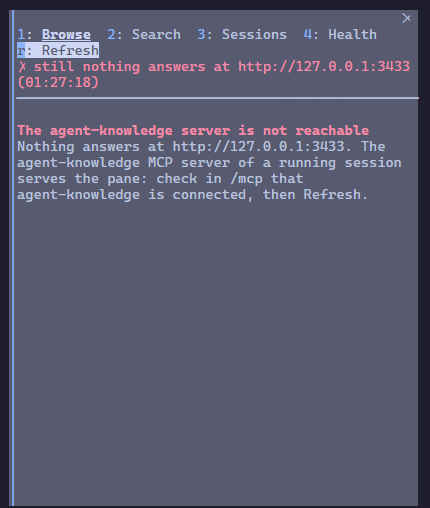 ×
1: Browse  2: Search  3: Sessions  4: Health
r: Refresh
✗ still nothing answers at http://127.0.0.1:3433
(01:27:18)
The agent-knowledge server is not reachable
Nothing answers at http://127.0.0.1:3433. The
agent-knowledge MCP server of a running session
serves the pane: check in /mcp that
agent-knowledge is connected, then Refresh.